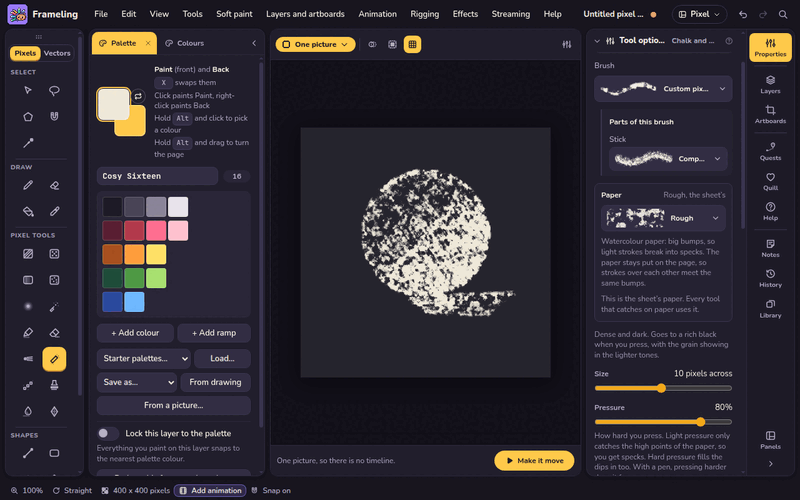 Frameling
File Edit View Tools Soft paint Layers and artboards Animation Rigging Effects Streaming Help
Untitled pixel ...
Pixel
Pixels Vectors
SELECT
DRAW
PIXEL TOOLS
SHAPES
Palette
Colours
Paint (front) and Back
X swaps them
Click paints Paint, right-
click paints Back
Hold Alt and click to pick
a colour
Hold Alt and drag to turn
the page
Cosy Sixteen 16
+ Add colour + Add ramp
Starter palettes... Load...
Save as... From drawing
From a picture...
Lock this layer to the palette
Everything you paint on this layer snaps to
the nearest palette colour.
One picture
One picture, so there is no timeline.
Make it move
Tool optio... Chalk and ...
Brush
Custom pix...
Parts of this brush
Stick
Comp...
Paper Rough, the sheet's
Rough
Watercolour paper: big bumps, so
light strokes break into specks. The
paper stays put on the page, so
strokes over each other meet the
same bumps.
This is the sheet's paper. Every tool
that catches on paper uses it.
Dense and dark. Goes to a rich black
when you press, with the grain showing
in the lighter tones.
Size 10 pixels across
Pressure 80%
How hard you press. Light pressure only
catches the high points of the paper, so
you get specks. Hard pressure fills the
dips in too. With a pen, pressing harder
Properties
Layers
Artboards
Quests
Quill
Help
Notes
History
Library
Panels
100% Straight 400 x 400 pixels Add animation Snap on